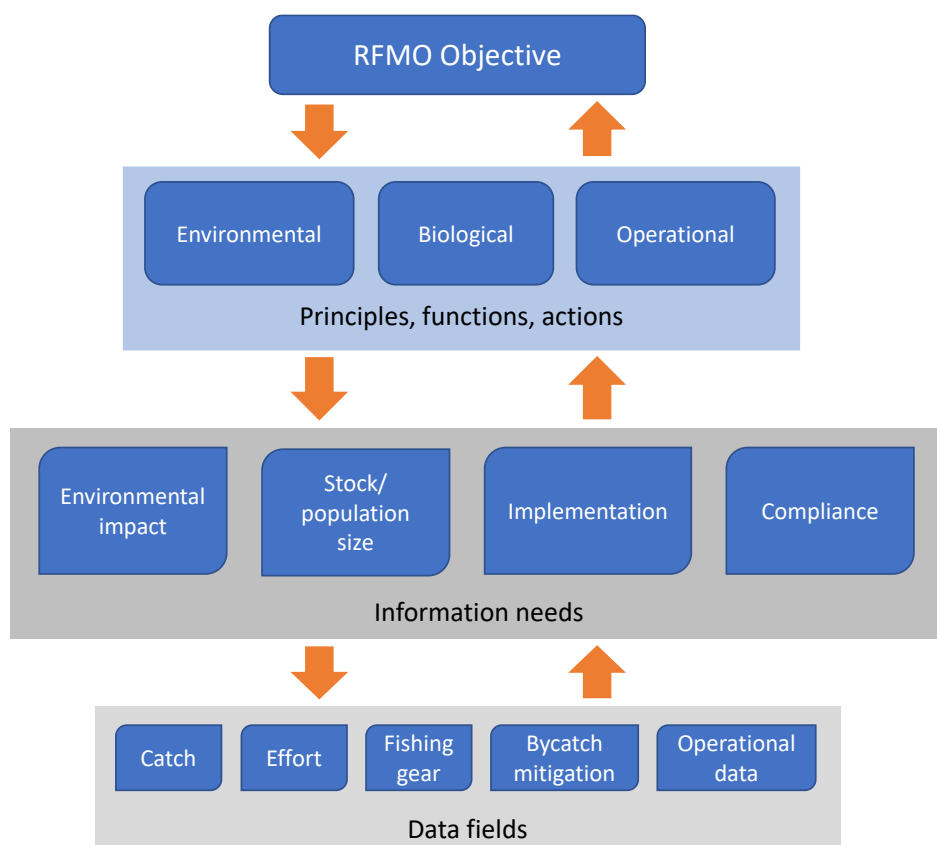 RFMO Objective
Environmental
Biological
Operational
Principles, functions, actions
Environmental
impact
Stock/
population
size
Implementation
Compliance
Information needs
Catch
Effort
Fishing
gear
Bycatch
mitigation
Operational
data
Data fields